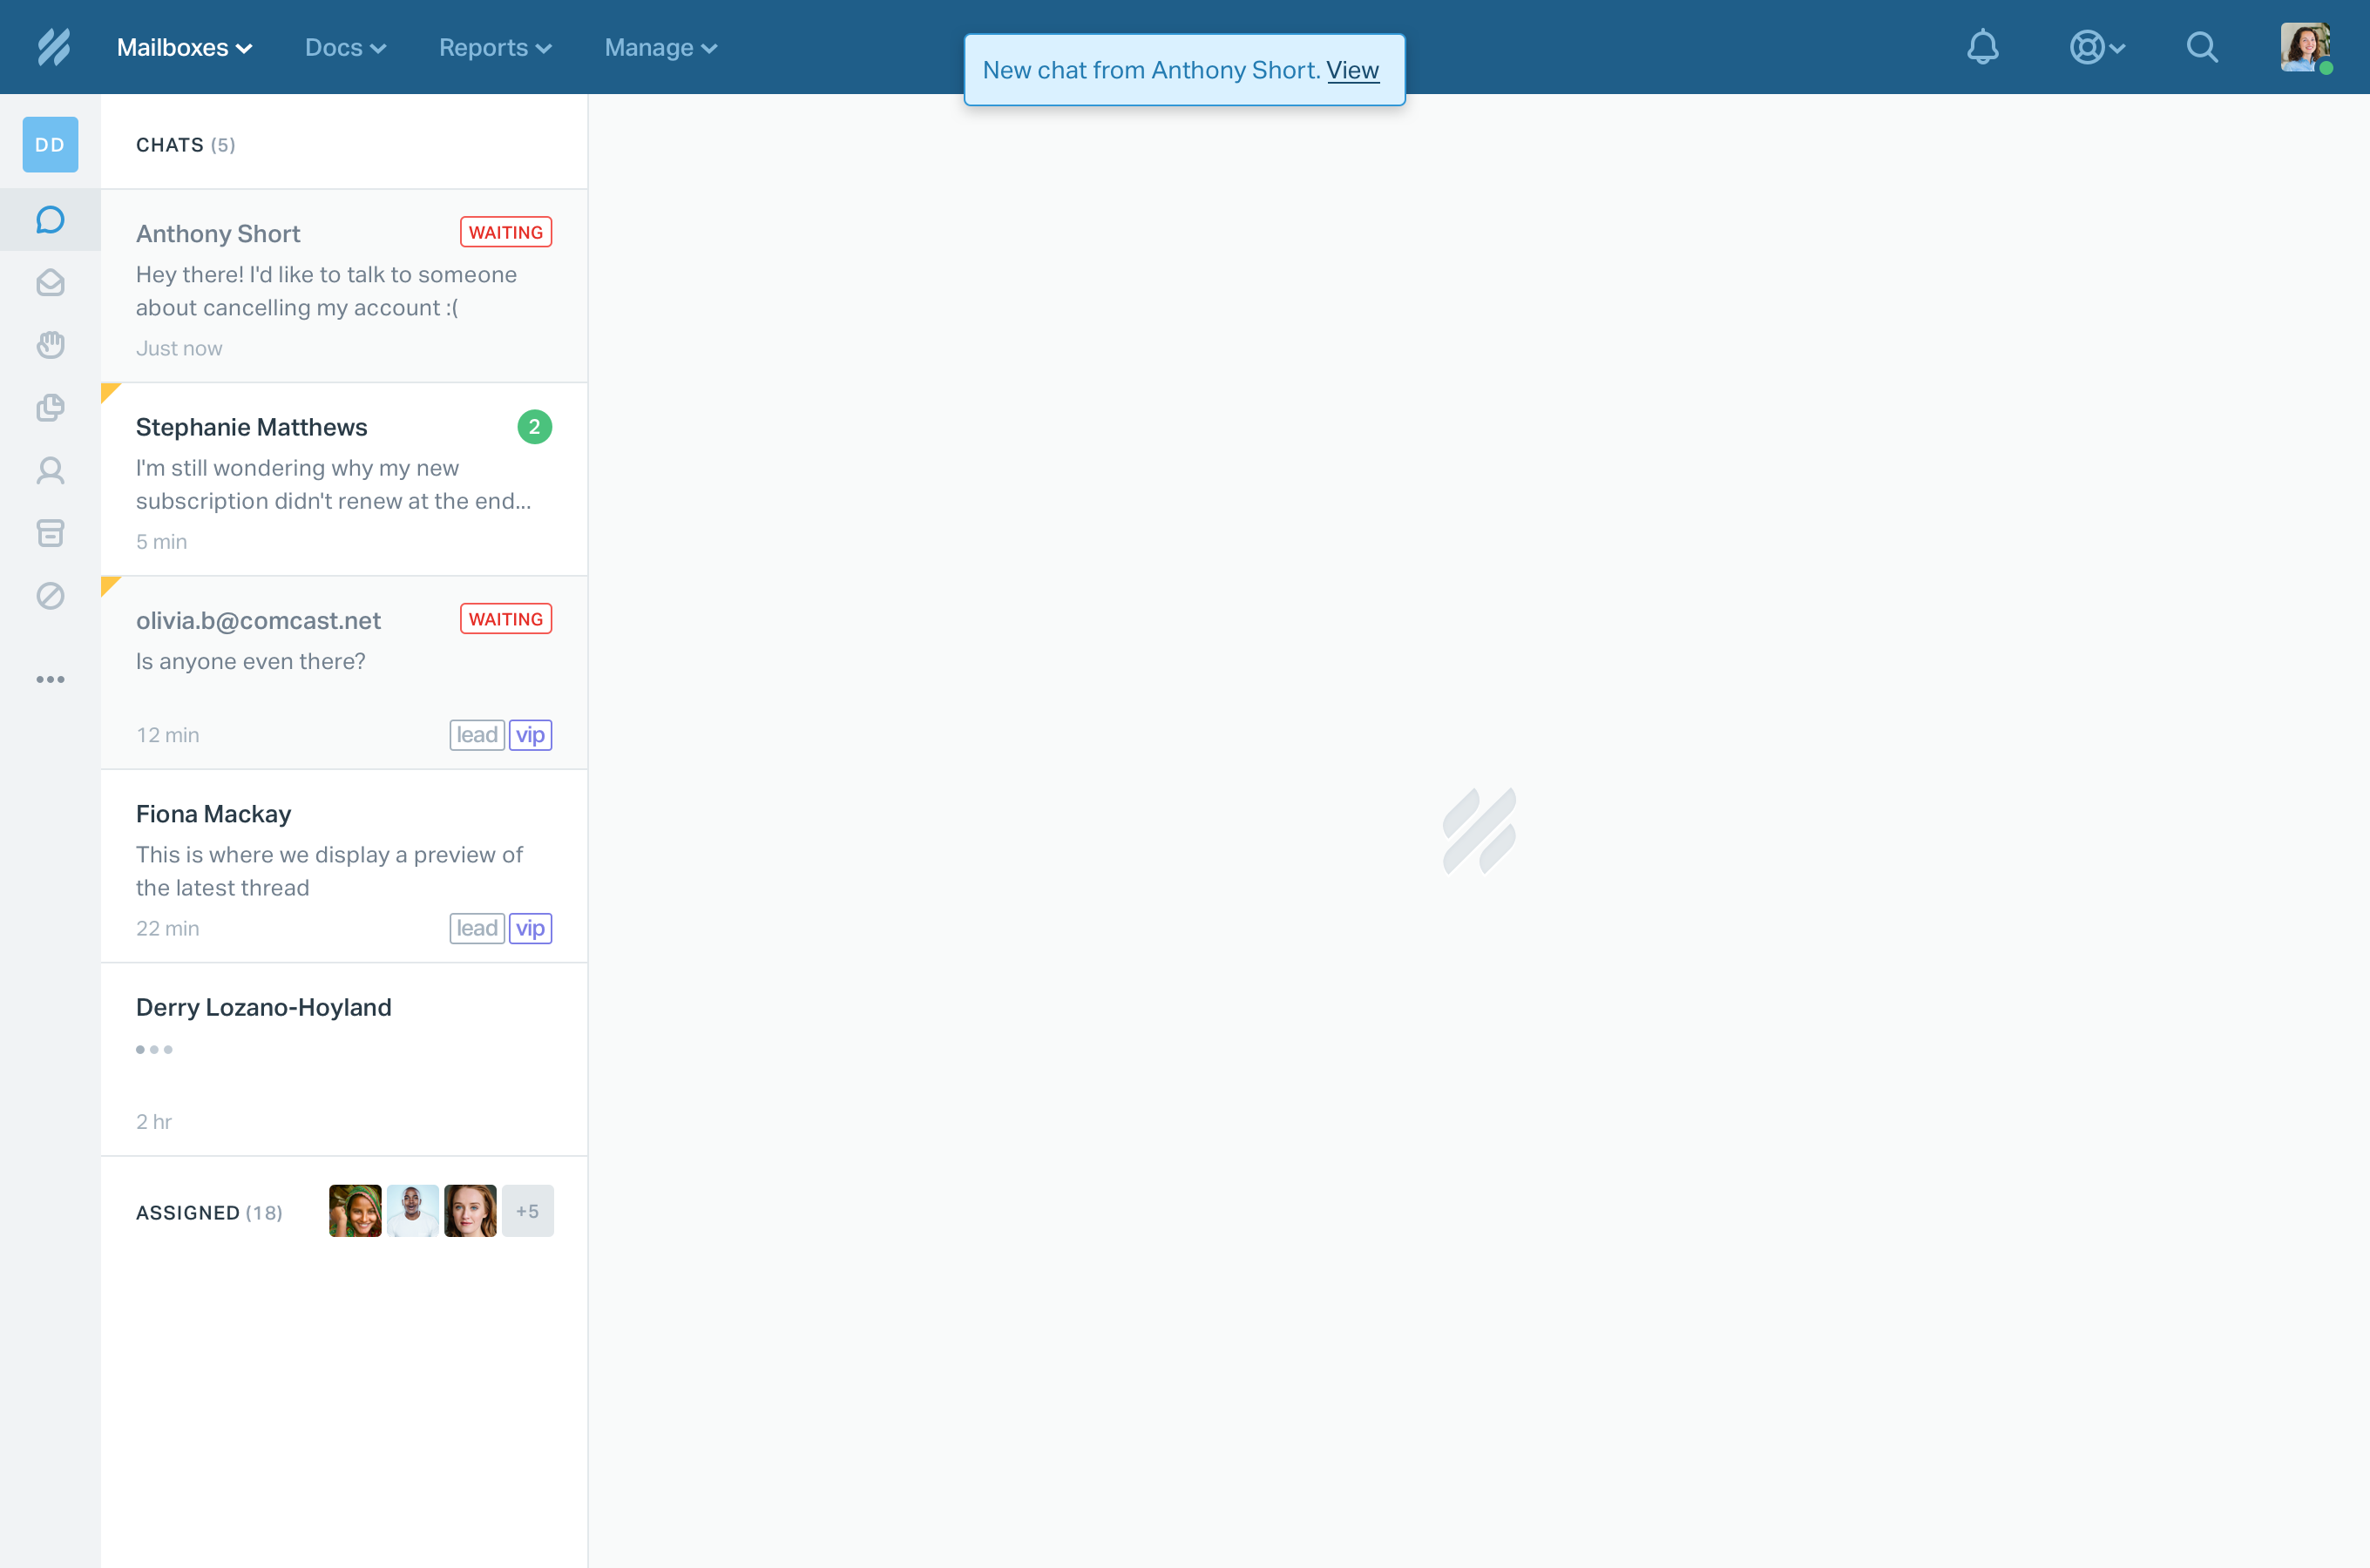 Mailboxes Docs Reports Manage
New chat from Anthony Short. View
DD
CHATS (5)
Anthony Short WAITING
Hey there! I'd like to talk to someone
about cancelling my account :(
Just now
Stephanie Matthews 2
I'm still wondering why my new
subscription didn't renew at the end...
5 min
olivia.b@comcast.net WAITING
Is anyone even there?
12 min lead vip
Fiona Mackay
This is where we display a preview of
the latest thread
22 min lead vip
Derry Lozano-Hoyland
2 hr
ASSIGNED (18) +5